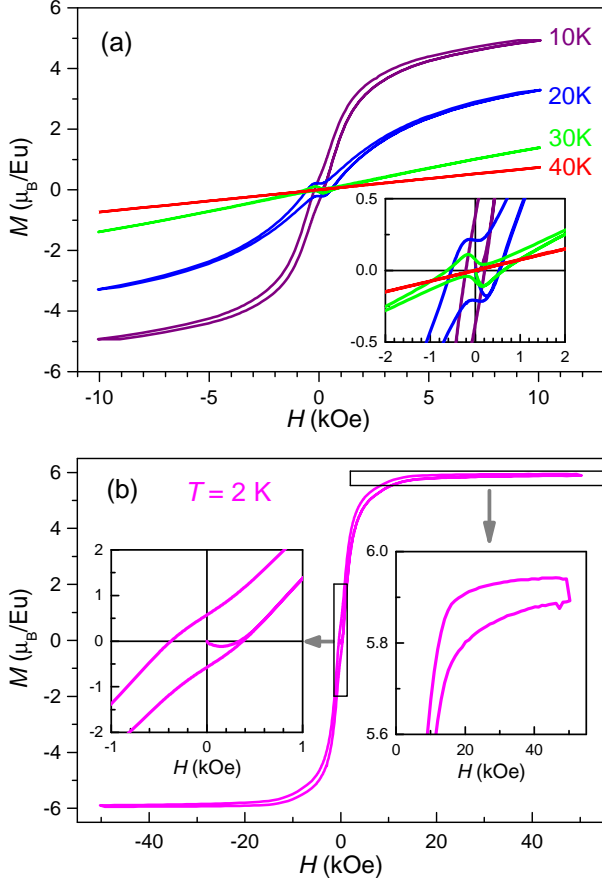 (a)
10K
20K
30K
40K
M (μB/Eu)
6
4
2
0
-2
-4
-6
0.5
0.0
-0.5
-2 -1 0 1 2
-10 -5 0 5 10
H (kOe)
(b)
T = 2 K
M (μB/Eu)
6
4
2
0
-2
-4
-6
2
1
0
-1
-2
-1 0 1
H (kOe)
6.0
5.8
5.6
0 20 40
H (kOe)
-40 -20 0 20 40
H (kOe)